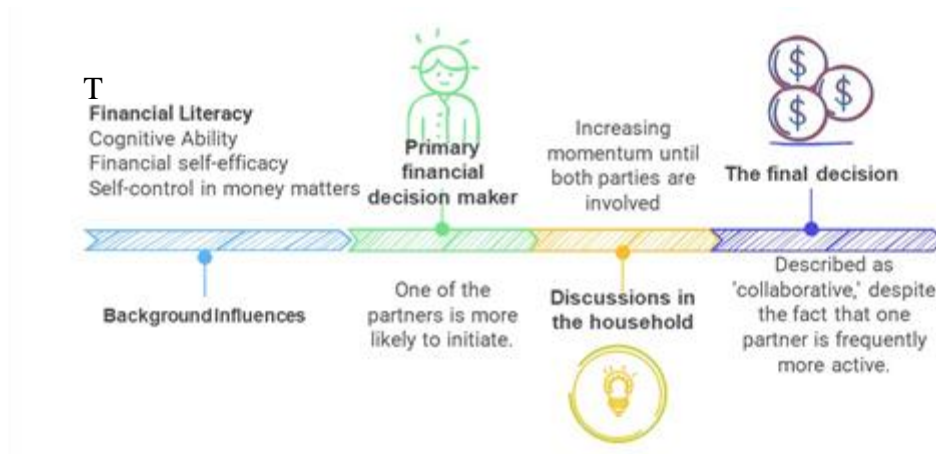 T
Financial Literacy
Cognitive Ability
Financial self-efficacy
Self-control in money matters
Background Influences
Primary
financial
decision maker
One of the
partners is more
likely to initiate.
Increasing
momentum until
both parties are
involved
Discussions in
the household
$
$
$
The final decision
Described as
'collaborative,' despite
the fact that one
partner is frequently
more active.